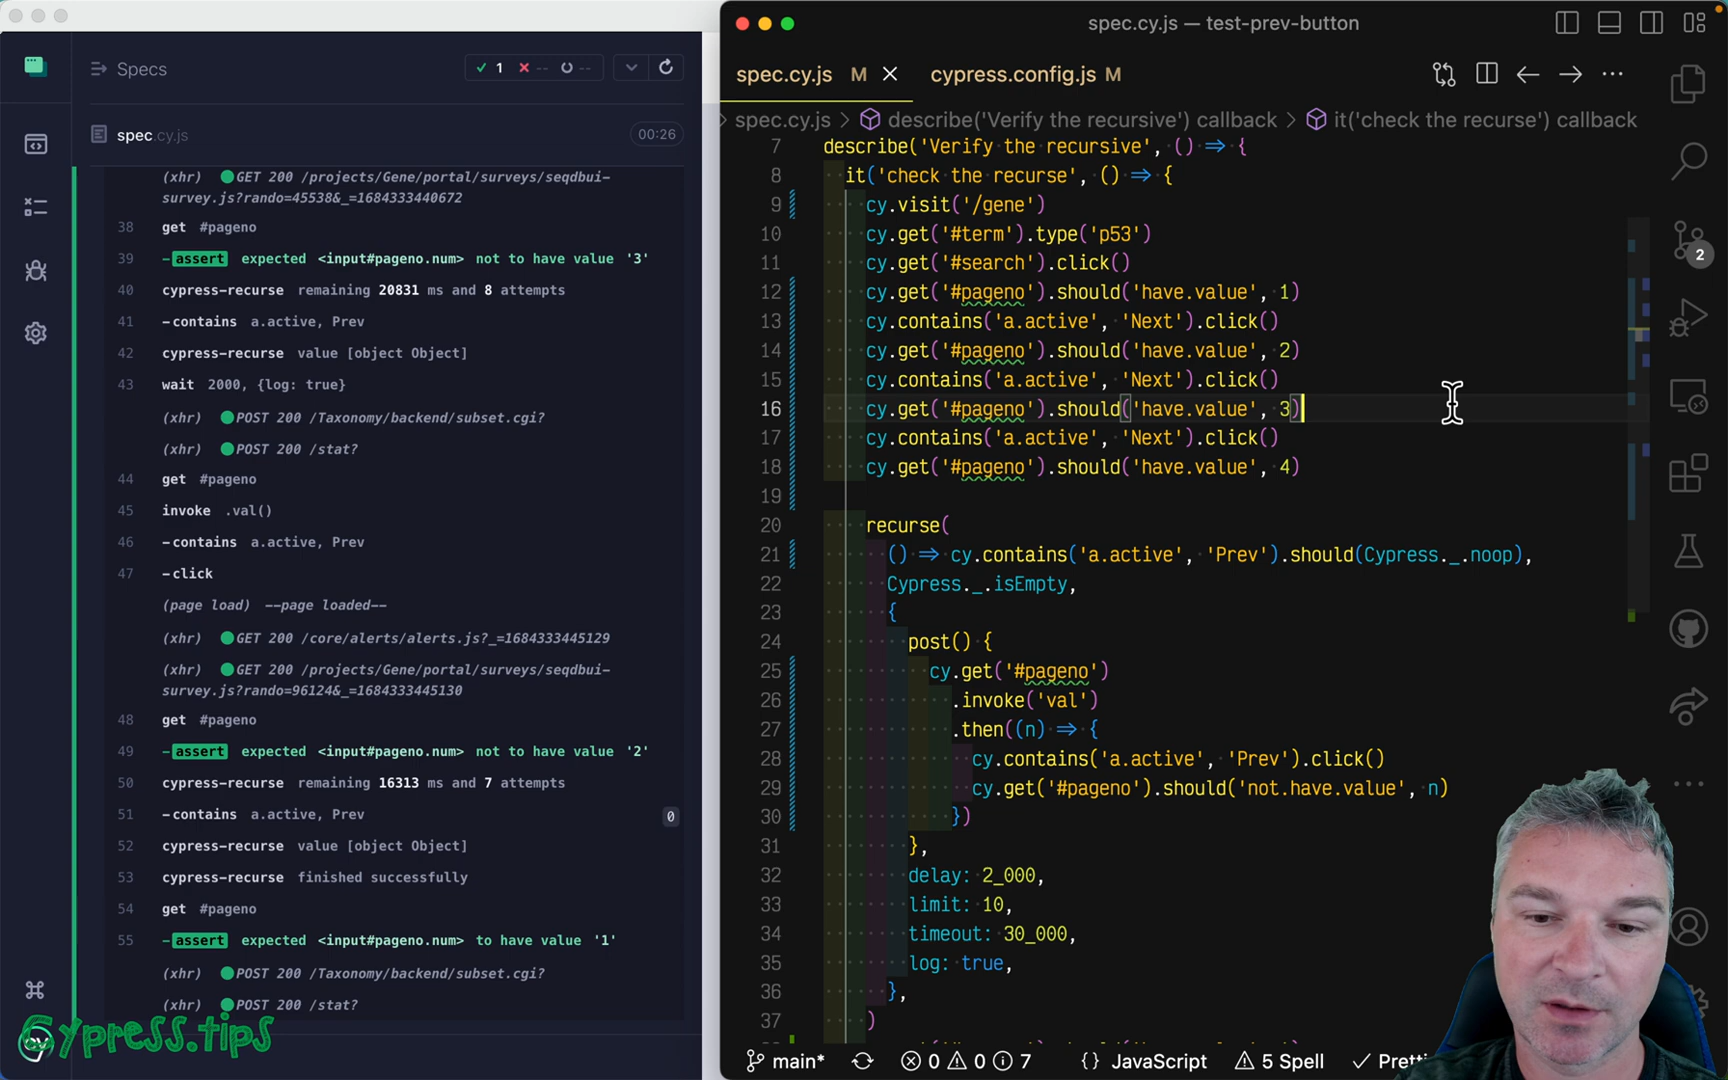 Specs
✓ 1 ✗ -- --
spec.cy.js
00:26
(xhr) GET 200 /projects/Gene/portal/surveys/seqdbui-
survey.js?rando=45538&_=1684333440672
38 get #pageno
39 -assert expected <input#pageno.num> not to have value '3'
40 cypress-recurse remaining 20831 ms and 8 attempts
41 -contains a.active, Prev
42 cypress-recurse value [object Object]
43 wait 2000, {log: true}
(xhr) POST 200 /Taxonomy/backend/subset.cgi?
(xhr) POST 200 /stat?
44 get #pageno
45 invoke .val()
46 -contains a.active, Prev
47 -click
(page load) --page loaded--
(xhr) GET 200 /core/alerts/alerts.js?_=1684333445129
(xhr) GET 200 /projects/Gene/portal/surveys/seqdbui-
survey.js?rando=96124&_=1684333445130
48 get #pageno
49 -assert expected <input#pageno.num> not to have value '2'
50 cypress-recurse remaining 16313 ms and 7 attempts
51 -contains a.active, Prev 0
52 cypress-recurse value [object Object]
53 cypress-recurse finished successfully
54 get #pageno
55 -assert expected <input#pageno.num> to have value '1'
(xhr) POST 200 /Taxonomy/backend/subset.cgi?
(xhr) POST 200 /stat?
Cypress.tips
cy
spec.cy.js — test-prev-button
spec.cy.js M cypress.config.js M
spec.cy.js > describe('Verify the recursive') callback > it('check the recurse') callback
7 describe('Verify the recursive', () => {
8 it('check the recurse', () => {
9 cy.visit('/gene')
10 cy.get('#term').type('p53')
11 cy.get('#search').click()
12 cy.get('#pageno').should('have.value', 1)
13 cy.contains('a.active', 'Next').click()
14 cy.get('#pageno').should('have.value', 2)
15 cy.contains('a.active', 'Next').click()
16 cy.get('#pageno').should('have.value', 3)
17 cy.contains('a.active', 'Next').click()
18 cy.get('#pageno').should('have.value', 4)
19
20 recurse(
21 () => cy.contains('a.active', 'Prev').should(Cypress._.noop),
22 Cypress._.isEmpty,
23 {
24 post() {
25 cy.get('#pageno')
26 .invoke('val')
27 .then((n) => {
28 cy.contains('a.active', 'Prev').click()
29 cy.get('#pageno').should('not.have.value', n)
30 })
31 },
32 delay: 2_000,
33 limit: 10,
34 timeout: 30_000,
35 log: true,
36 },
37 )
2
main* 0 0 7 {} JavaScript 5 Spell ✓ Pretti